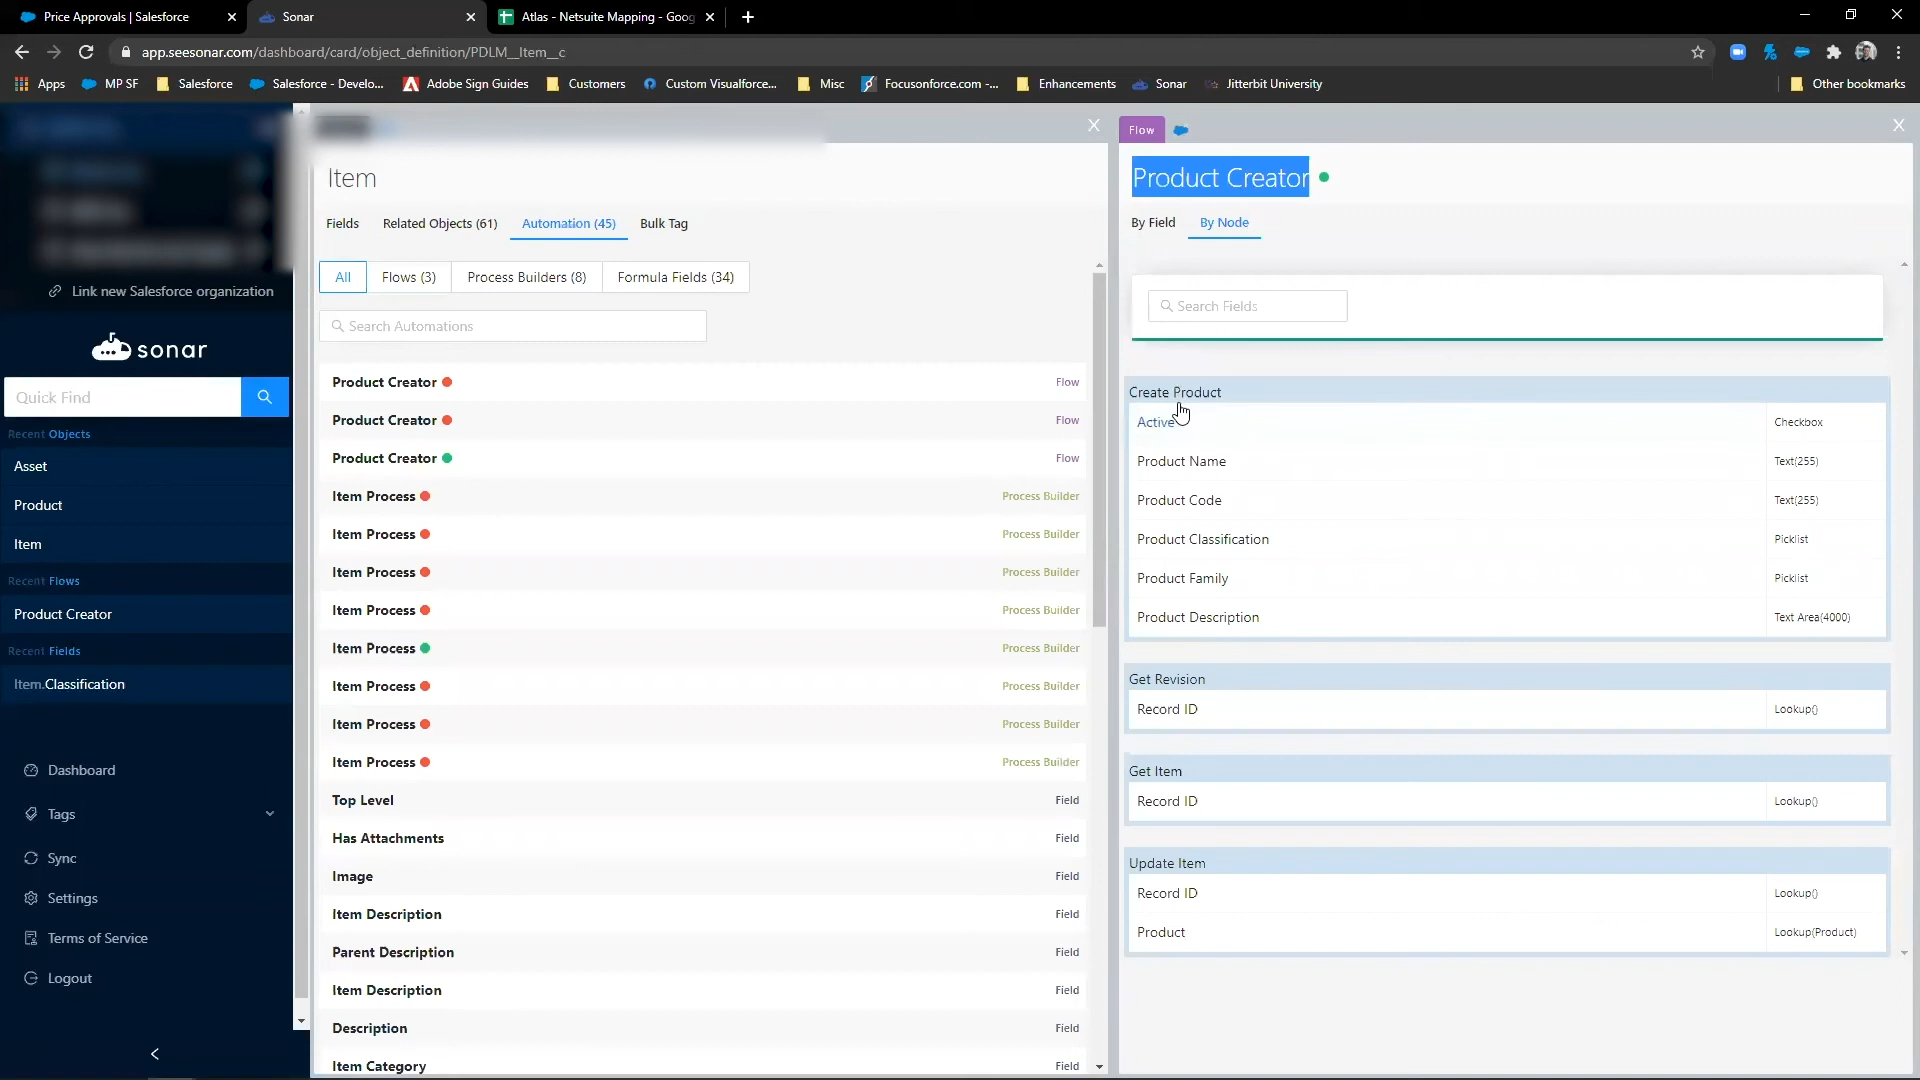 Price Approvals | Salesforce
Sonar
Atlas - Netsuite Mapping - Goog
app.seesonar.com/dashboard/card/object_definition/PDLM__Item__c
Apps
MP SF
Salesforce
Salesforce - Develo...
Adobe Sign Guides
Customers
Custom Visualforce...
Misc
Focusonforce.com -...
Enhancements
Sonar
Jitterbit University
Other bookmarks
Link new Salesforce organization
sonar
Quick Find
Recent Objects
Asset
Product
Item
Recent Flows
Product Creator
Recent Fields
Item.Classification
Dashboard
Tags
Sync
Settings
Terms of Service
Logout
Item
Fields
Related Objects (61)
Automation (45)
Bulk Tag
All
Flows (3)
Process Builders (8)
Formula Fields (34)
Search Automations
Product Creator Flow
Product Creator Flow
Product Creator Flow
Item Process Process Builder
Item Process Process Builder
Item Process Process Builder
Item Process Process Builder
Item Process Process Builder
Item Process Process Builder
Item Process Process Builder
Item Process Process Builder
Top Level Field
Has Attachments Field
Image Field
Item Description Field
Parent Description Field
Item Description Field
Description Field
Item Category Field
Flow
Product Creator
By Field
By Node
Search Fields
Create Product
Active Checkbox
Product Name Text(255)
Product Code Text(255)
Product Classification Picklist
Product Family Picklist
Product Description Text Area(4000)
Get Revision
Record ID Lookup()
Get Item
Record ID Lookup()
Update Item
Record ID Lookup()
Product Lookup(Product)